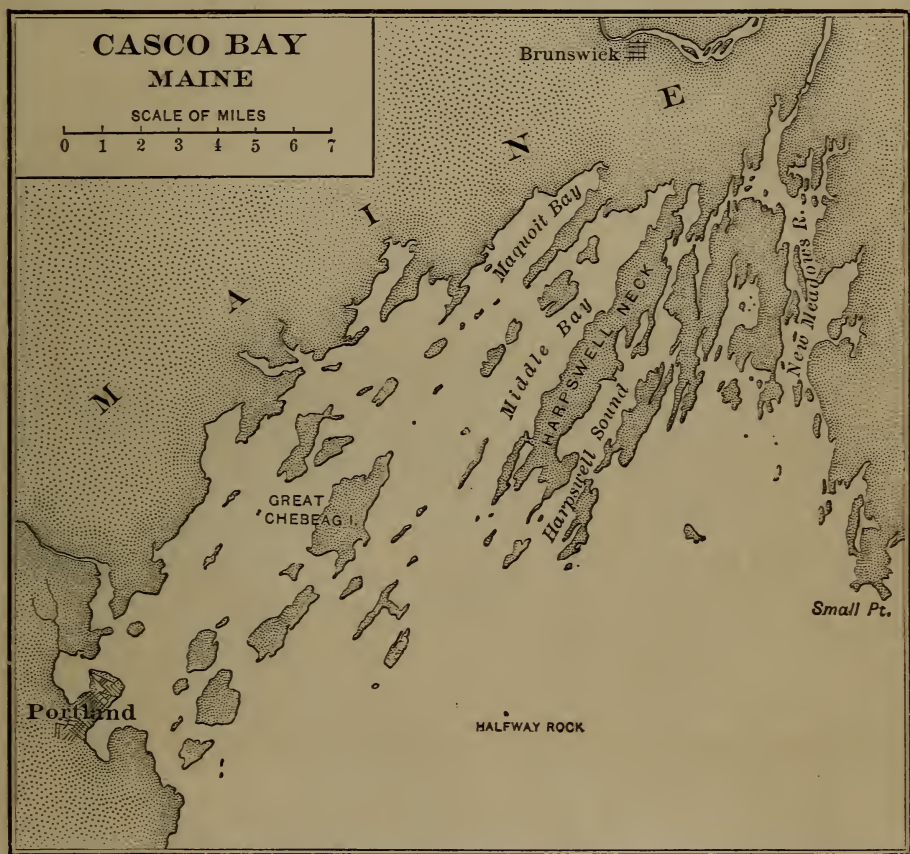 CASCO BAY
MAINE
SCALE OF MILES
0 1 2 3 4 5 6 7
Brunswick
M A I N E
Maquoit Bay
Middle Bay
HARPSWELL NECK
Harpswell Sound
New Meadows R.
GREAT
CHEBEAG I.
Small Pt.
Portland
HALFWAY ROCK